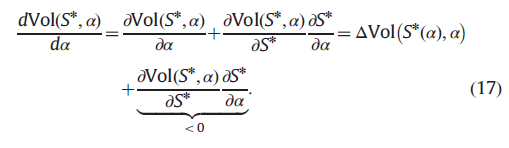 dVol(S*, α)/dα = ∂Vol(S*, α)/∂α + ∂Vol(S*, α)/∂S* ∂S*/∂α = ΔVol(S*(α), α)
+ ∂Vol(S*, α)/∂S* ∂S*/∂α. (17)
< 0